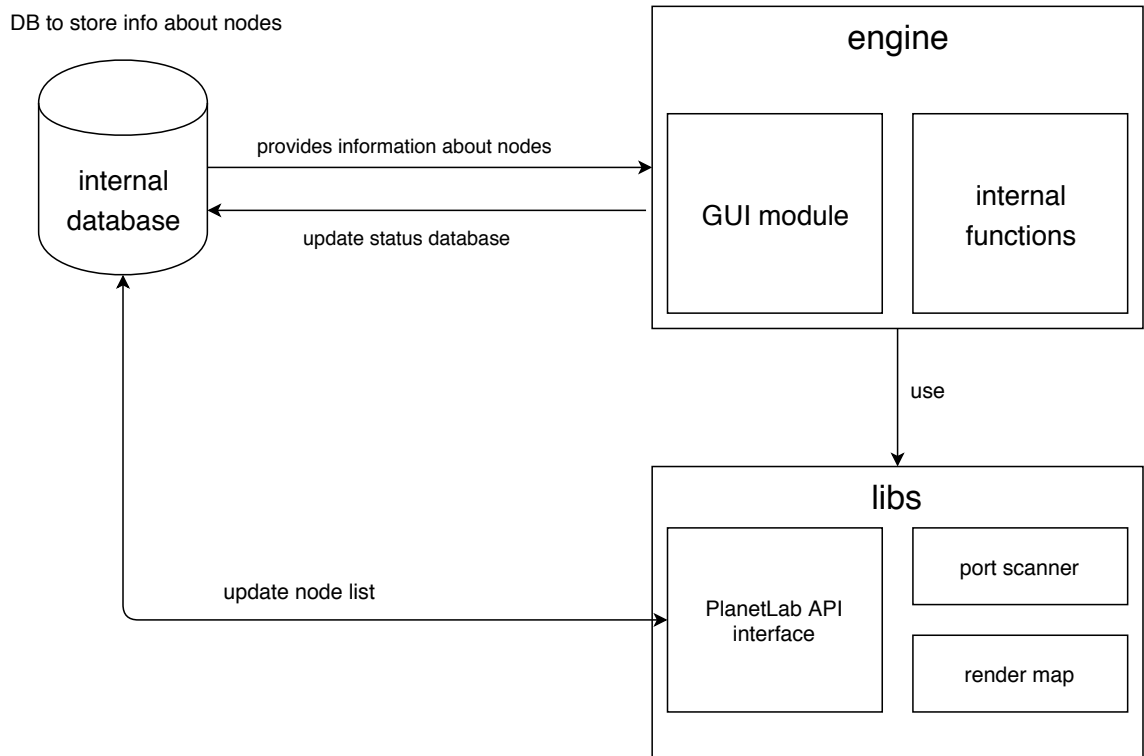 DB to store info about nodes
engine
internal
database
provides information about nodes
update status database
GUI module
internal
functions
use
libs
PlanetLab API
interface
port scanner
render map
update node list